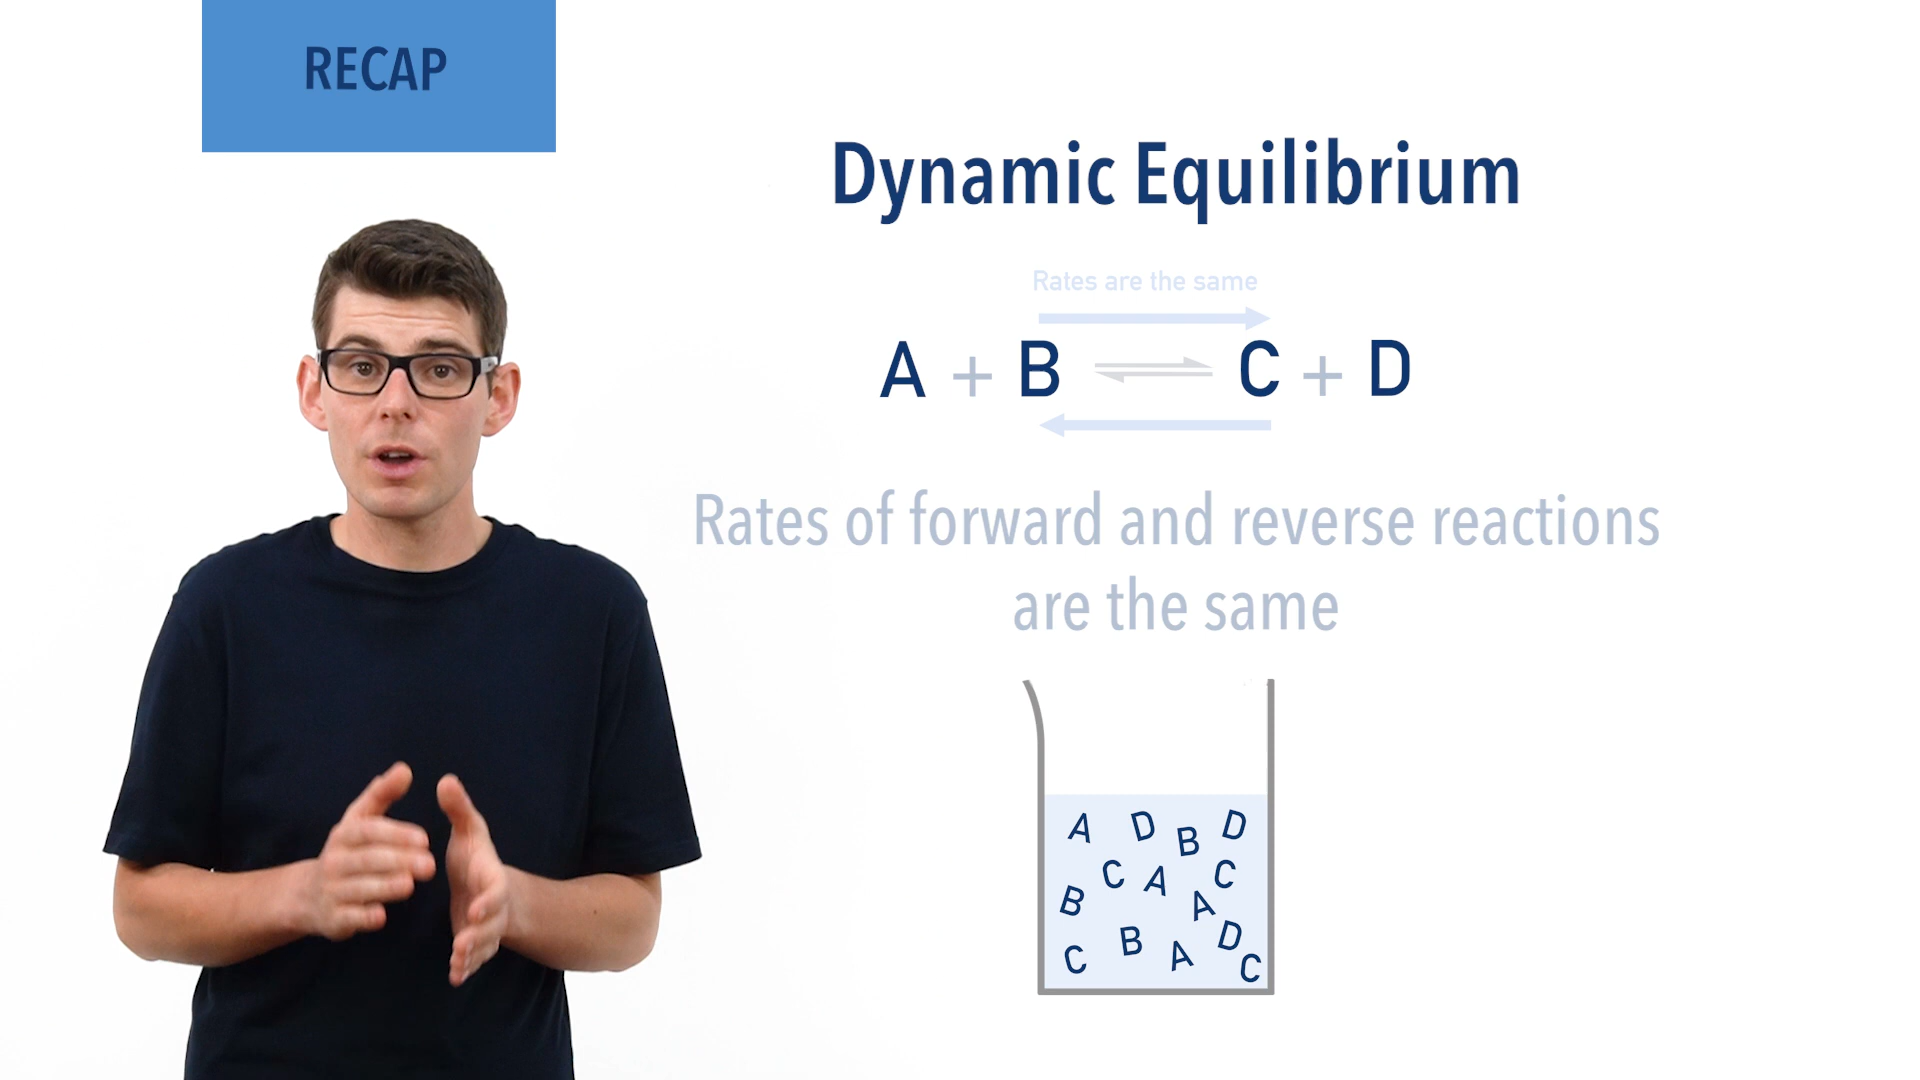 RECAP
Dynamic Equilibrium
Rates are the same
A + B ⇌ C + D
Rates of forward and reverse reactions
are the same
A D B D
C A C
B A
C B A D
C